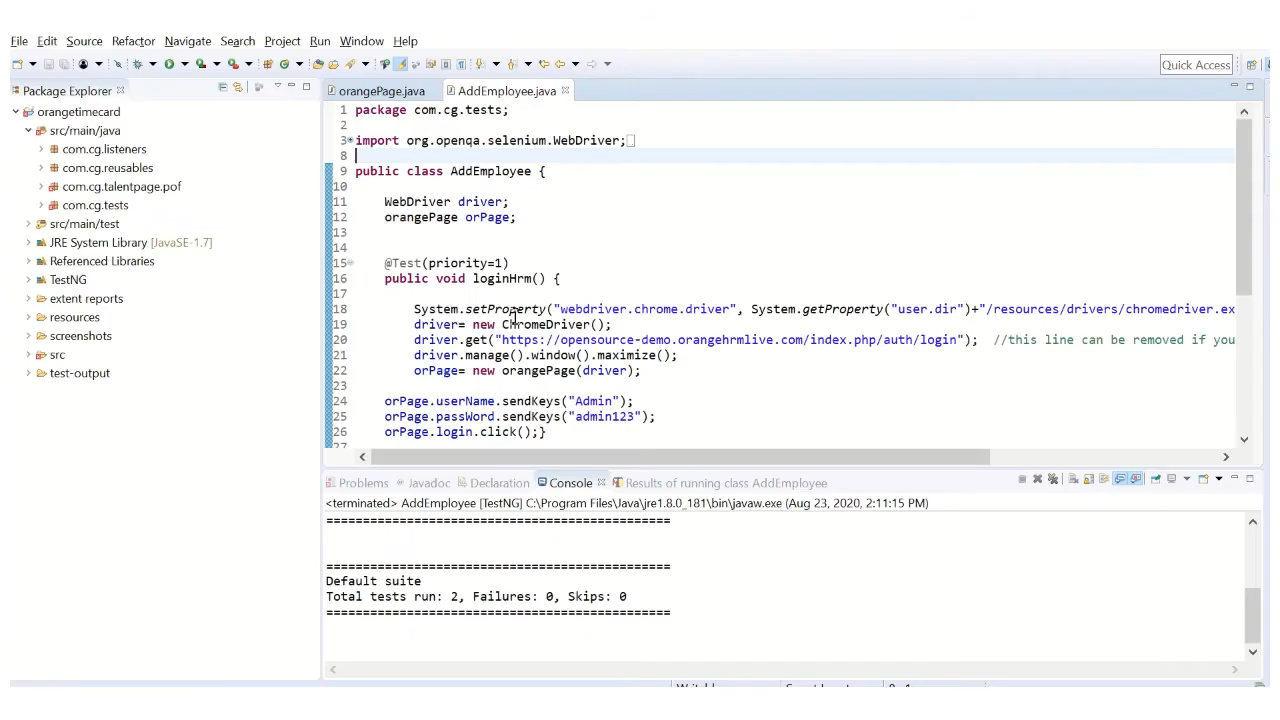 File Edit Source Refactor Navigate Search Project Run Window Help
Quick Access
Package Explorer
orangetimecard
src/main/java
com.cg.listeners
com.cg.reusables
com.cg.talentpage.pof
com.cg.tests
src/main/test
JRE System Library [JavaSE-1.7]
Referenced Libraries
TestNG
extent reports
resources
screenshots
src
test-output
orangePage.java AddEmployee.java
1 package com.cg.tests;
2
3 import org.openqa.selenium.WebDriver;
8
9 public class AddEmployee {
10
11 WebDriver driver;
12 orangePage orPage;
13
14
15 @Test(priority=1)
16 public void loginHrm() {
17
18 System.setProperty("webdriver.chrome.driver", System.getProperty("user.dir")+"/resources/drivers/chromedriver.ex
19 driver= new ChromeDriver();
20 driver.get("https://opensource-demo.orangehrmlive.com/index.php/auth/login"); //this line can be removed if you
21 driver.manage().window().maximize();
22 orPage= new orangePage(driver);
23
24 orPage.userName.sendKeys("Admin");
25 orPage.passWord.sendKeys("admin123");
26 orPage.login.click();}
27
Problems Javadoc Declaration Console Results of running class AddEmployee
<terminated> AddEmployee [TestNG] C:\Program Files\Java\jre1.8.0_181\bin\javaw.exe (Aug 23, 2020, 2:11:15 PM)
===============================================
===============================================
Default suite
Total tests run: 2, Failures: 0, Skips: 0
===============================================